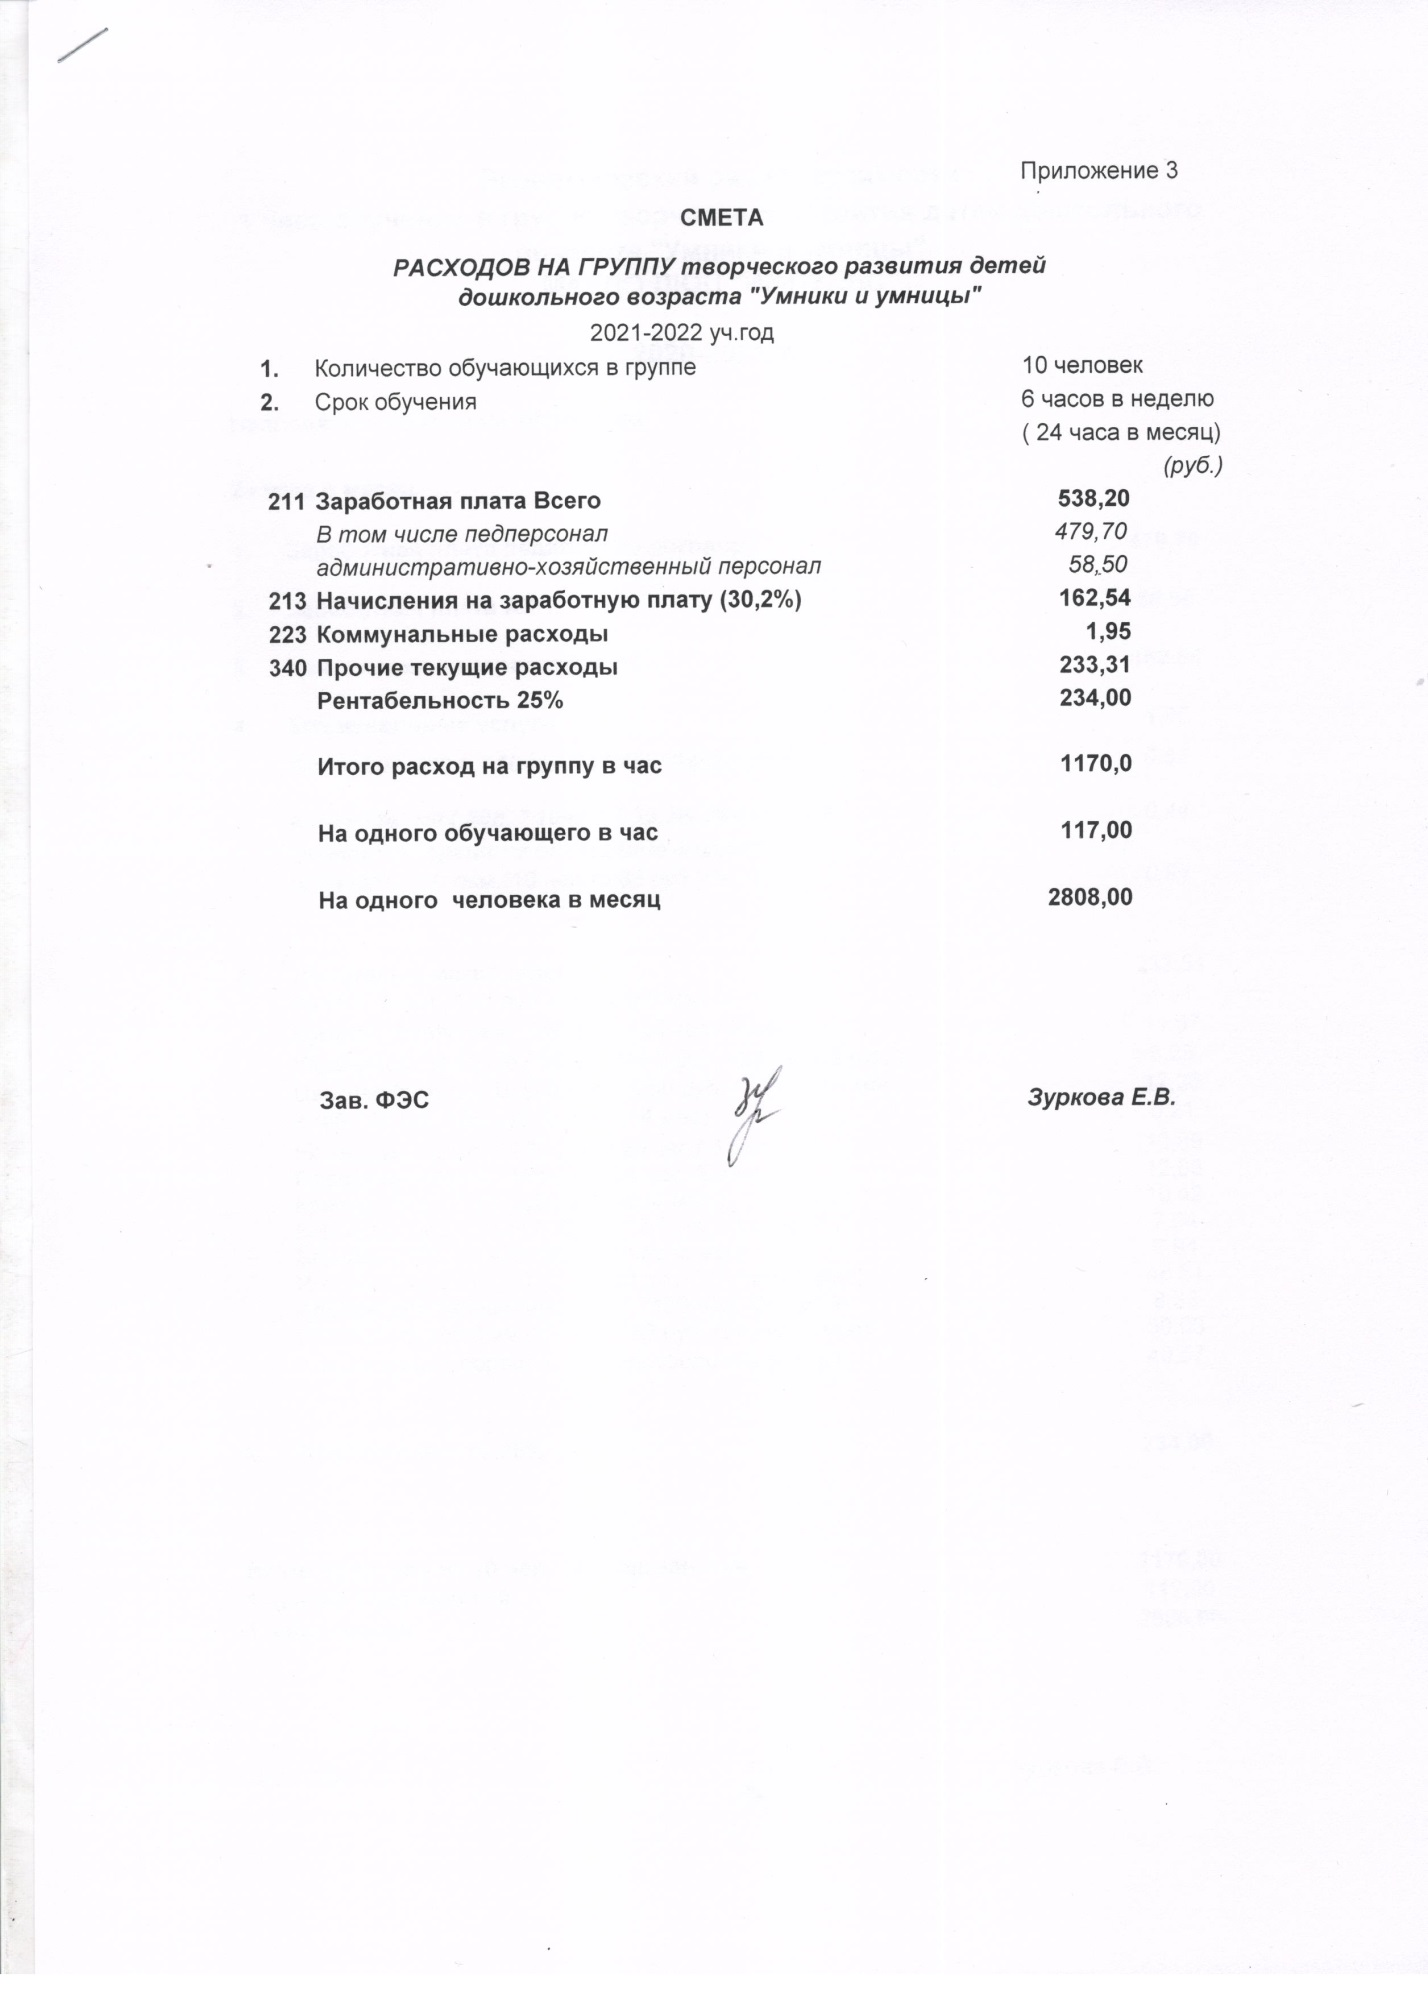 Приложение 3
СМЕТА
РАСХОДОВ НА ГРУППУ творческого развития детей
дошкольного возраста "Умники и умницы"
2021-2022 уч.год
1. Количество обучающихся в группе 10 человек
2. Срок обучения 6 часов в неделю
( 24 часа в месяц)
(руб.)
211 Заработная плата Всего 538,20
В том числе педперсонал 479,70
административно-хозяйственный персонал 58,50
213 Начисления на заработную плату (30,2%) 162,54
223 Коммунальные расходы 1,95
340 Прочие текущие расходы 233,31
Рентабельность 25% 234,00
Итого расход на группу в час 1170,0
На одного обучающего в час 117,00
На одного человека в месяц 2808,00
Зав. ФЭС Зуркова Е.В.